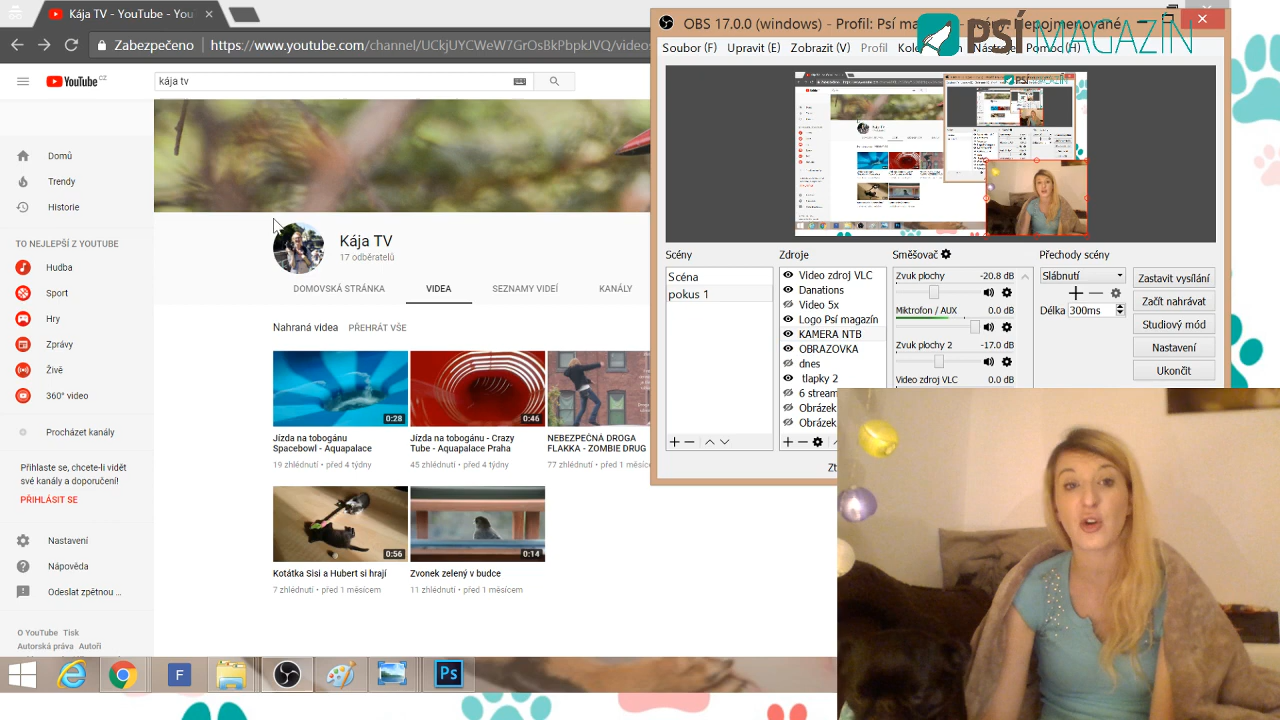 Kája TV - YouTube - You
Zabezpečeno
https://www.youtube.com/channel/UCkjUYCWeW7GrOsBkPbpkJVQ/videos
YouTube CZ
kája tv
Domů
Trendy
Historie
TO NEJLEPŠÍ Z YOUTUBE
Hudba
Sport
Hry
Zprávy
Živě
360° video
Procházet kanály
Přihlaste se, chcete-li vidět
své kanály a doporučení!
PŘIHLÁSIT SE
Nastavení
Nápověda
Odeslat zpětnou ...
O YouTube Tisk
Autorská práva Autoři
Kája TV
17 odběratelů
DOMOVSKÁ STRÁNKA VIDEA SEZNAMY VIDEÍ KANÁLY
Nahraná videa PŘEHRÁT VŠE
0:28
0:46
Jízda na tobogánu
Spacebowl - Aquapalace
19 zhlédnutí • před 4 týdny
Jízda na tobogánu - Crazy
Tube - Aquapalace Praha
45 zhlédnutí • před 4 týdny
NEBEZPEČNÁ DROGA
FLAKKA - ZOMBIE DRUG
77 zhlédnutí • před 4 měsíc
0:56
0:14
Kotátka Sisi a Hubert si hrají
7 zhlédnutí • před 1 měsícem
Zvonek zelený v budce
11 zhlédnutí • před 1 měsícem
OBS 17.0.0 (windows) - Profil: Psí ma
Nepojmenované
PSÍ MAGAZÍN
Soubor (F) Upravit (E) Zobrazit (V) Profil Nástroje Pomoc (H)
Scény
Scéna
pokus 1
Zdroje
Video zdroj VLC
Danations
Video 5x
Logo Psí magazín
KAMERA NTB
OBRAZOVKA
dnes
tlapky 2
6 stream
Obrázek
Obrázek
Směšovač
Zvuk plochy -20.8 dB
Mikrofon / AUX 0.0 dB
Zvuk plochy 2 -17.0 dB
Video zdroj VLC 0.0 dB
Přechody scény
Slábnutí
Délka 300ms
Zastavit vysílání
Začít nahrávat
Studiový mód
Nastavení
Ukončit
F
Ps